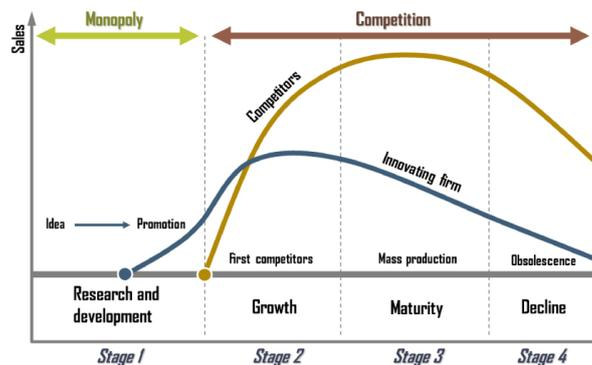 Monopoly
Competition
Sales
Competitors
Innovating firm
Idea
Promotion
First competitors
Mass production
Obsolescence
Research and
development
Growth
Maturity
Decline
Stage 1
Stage 2
Stage 3
Stage 4